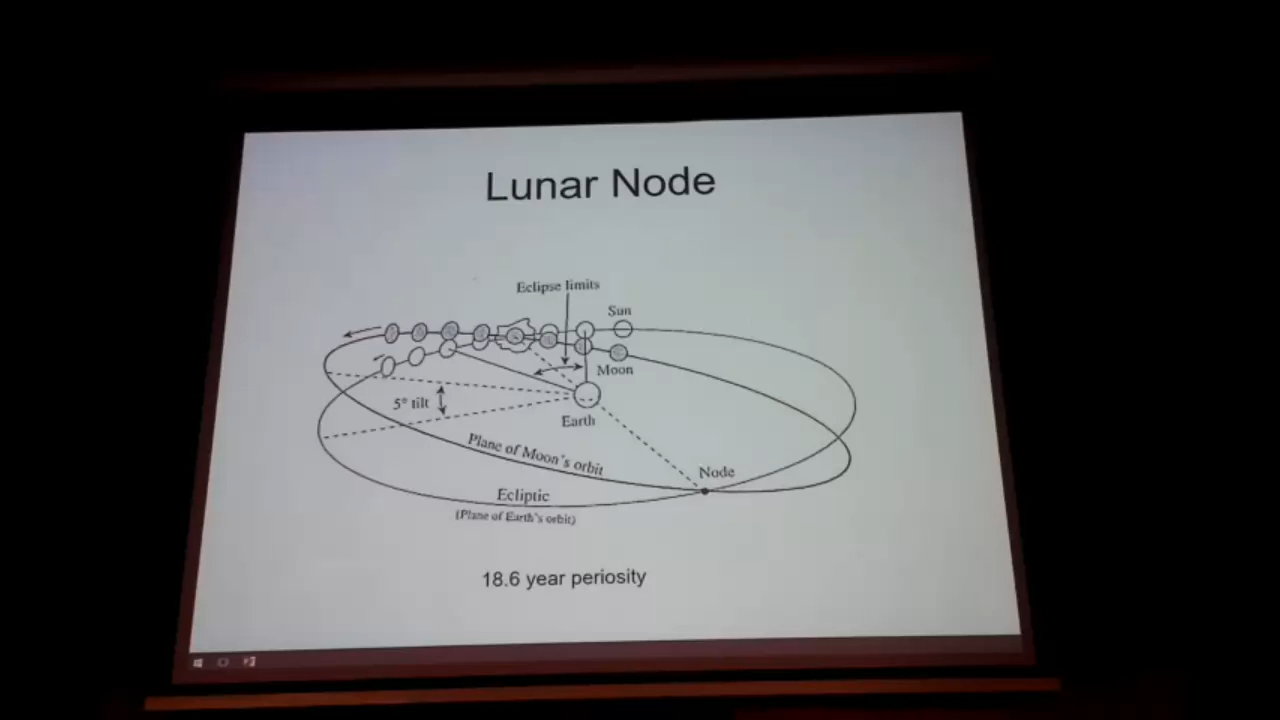 Lunar Node
Eclipse limits
Sun
Moon
5° tilt
Earth
Plane of Moon's orbit
Node
Ecliptic
(Plane of Earth's orbit)
18.6 year periosity